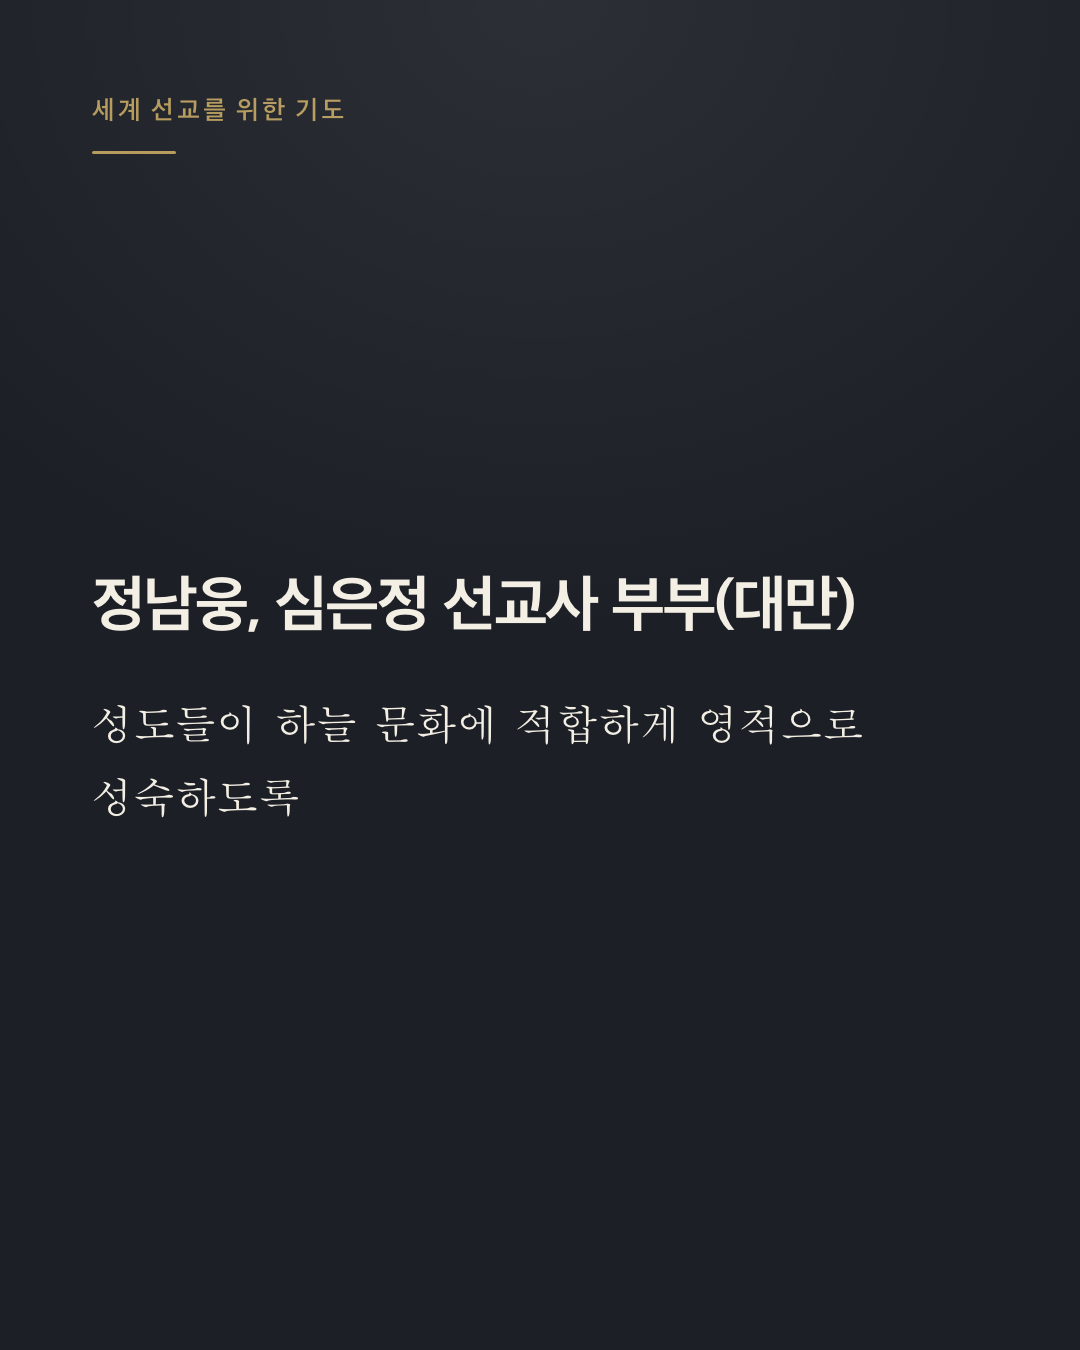 세계 선교를 위한 기도
정남웅, 심은정 선교사 부부(대만)
성도들이 하늘 문화에 적합하게 영적으로
성숙하도록